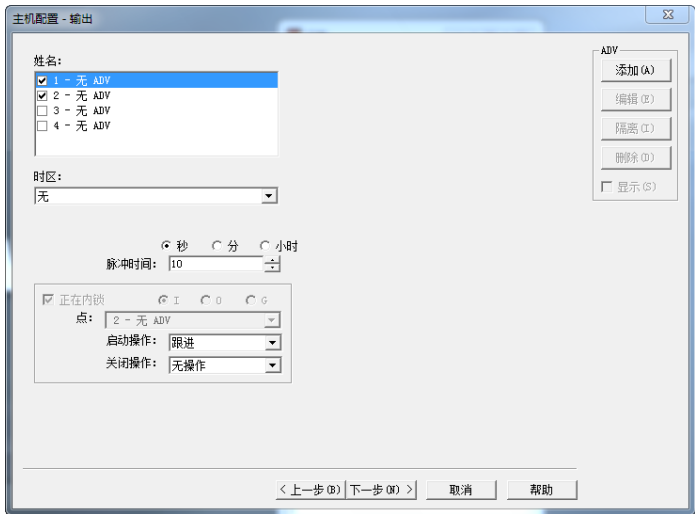 主机配置 - 输出
姓名:
1 - 无 ADV
2 - 无 ADV
3 - 无 ADV
4 - 无 ADV
时区:
无
秒 分 小时
脉冲时间: 10
正在内锁 I O G
点: 2 - 无 ADV
启动操作: 跟进
关闭操作: 无操作
ADV
添加(A)
编辑(E)
隔离(I)
删除(D)
显示(S)
< 上一步(B) 下一步(N) > 取消 帮助